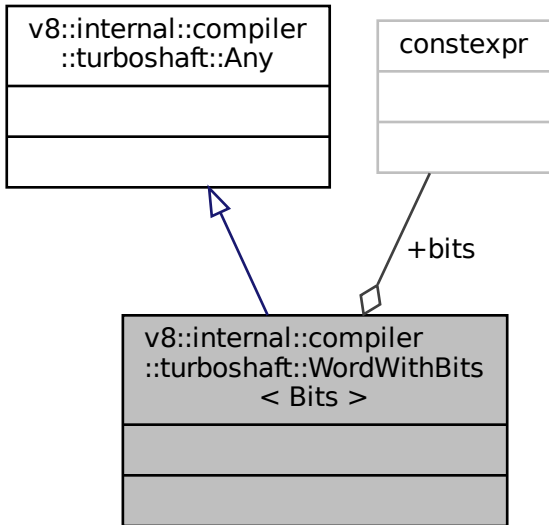 v8::internal::compiler
::turboshaft::Any
constexpr
+bits
v8::internal::compiler
::turboshaft::WordWithBits
< Bits >